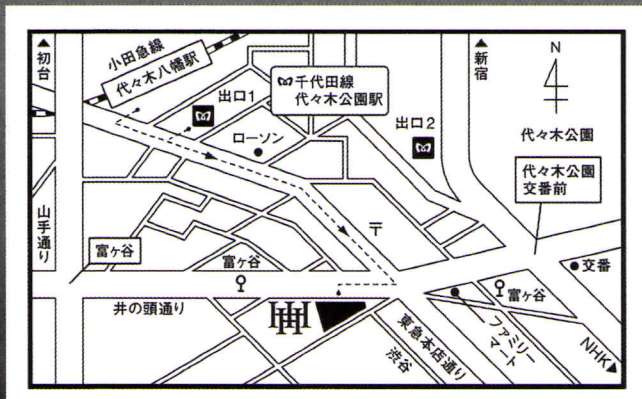 ▲初台
小田急線
代々木八幡駅
出口1
千代田線
代々木公園駅
出口2
▲新宿
N
代々木公園
代々木公園
交番前
ローソン
〒
山手通り
富ヶ谷
富ヶ谷
井の頭通り
HHH
東急本店通り
渋谷
ファミリー
マート
富ヶ谷
交番
NHK▶